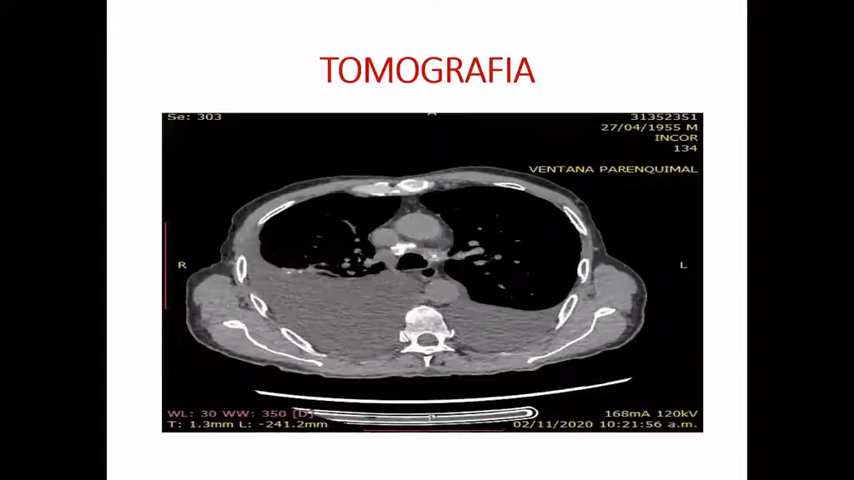 TOMOGRAFIA
Se: 303
31352351
27/04/1955 M
INCOR
134
VENTANA PARENQUIMAL
A
R
L
WL: 30 WW: 350 [D]
168mA 120kV
T: 1.3mm L: -241.2mm
02/11/2020 10:21:56 a.m.